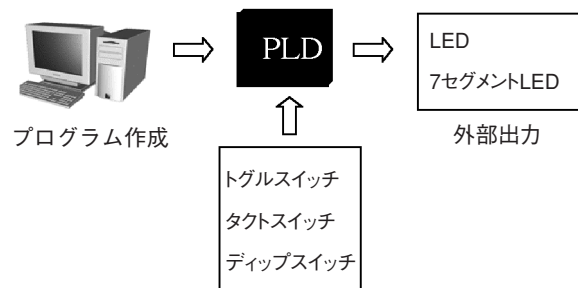 PLD
LED
7セグメントLED
プログラム作成
外部出力
トグルスイッチ
タクトスイッチ
ディップスイッチ